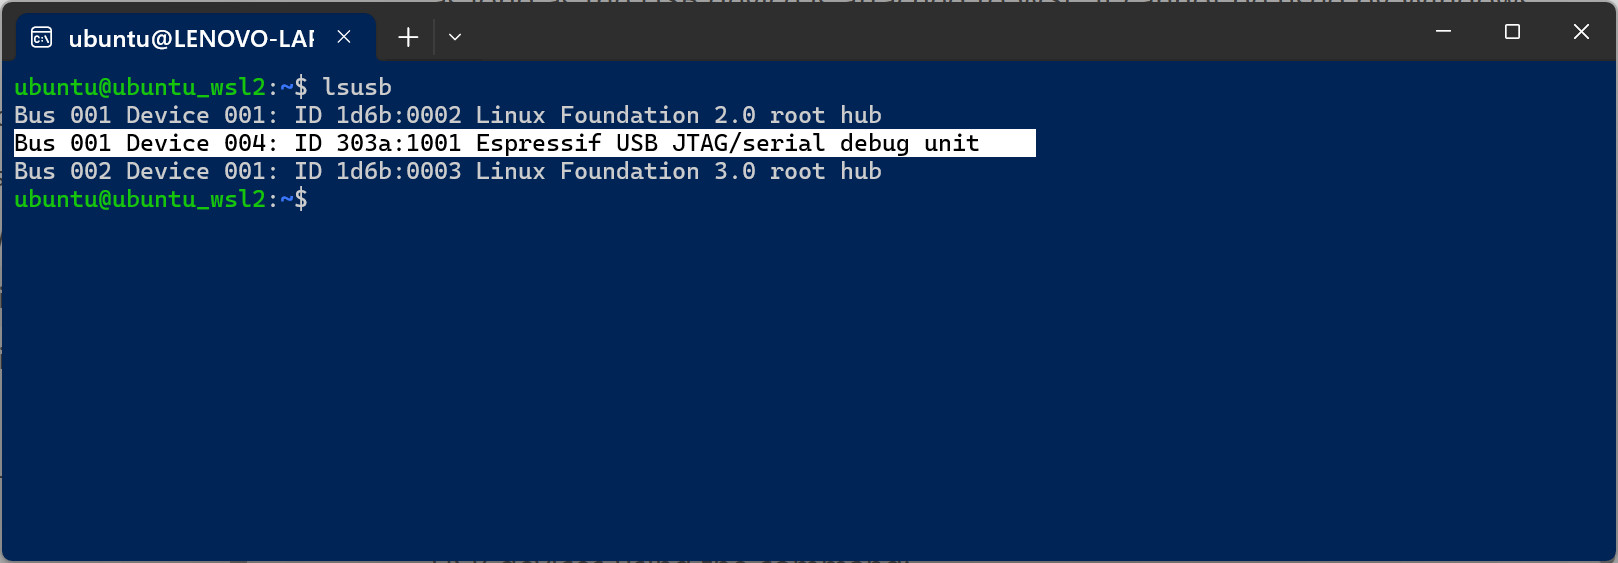 ubuntu@LENOVO-LAP
ubuntu@ubuntu_wsl2:~$ lsusb
Bus 001 Device 001: ID 1d6b:0002 Linux Foundation 2.0 root hub
Bus 001 Device 004: ID 303a:1001 Espressif USB JTAG/serial debug unit
Bus 002 Device 001: ID 1d6b:0003 Linux Foundation 3.0 root hub
ubuntu@ubuntu_wsl2:~$